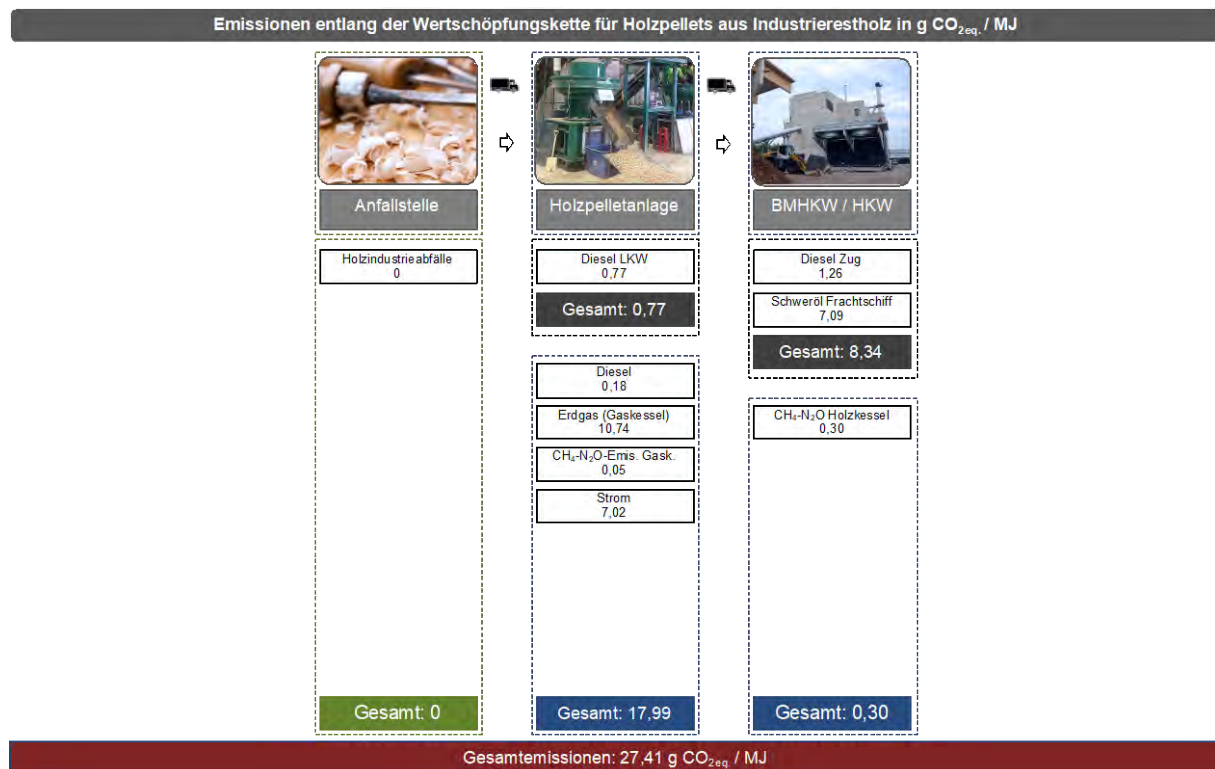 Emissionen entlang der Wertschöpfungskette für Holzpellets aus Industrierestholz in g CO₂eq. / MJ
Anfallstelle
Holzindustrieabfälle
0
Gesamt: 0
Holzpelletanlage
Diesel LKW
0,77
Gesamt: 0,77
Diesel
0,18
Erdgas (Gaskessel)
10,74
CH₄-N₂O-Emis. Gask.
0,05
Strom
7,02
Gesamt: 17,99
BMHKW / HKW
Diesel Zug
1,26
Schweröl Frachtschiff
7,09
Gesamt: 8,34
CH₄-N₂O Holzkessel
0,30
Gesamt: 0,30
Gesamtemissionen: 27,41 g CO₂eq. / MJ